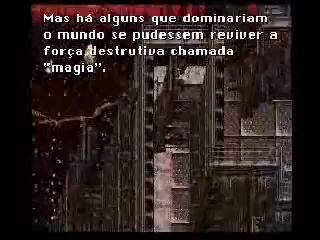 Mas há alguns que dominariam
o mundo se pudessem reviver a
força destrutiva chamada
"magia".